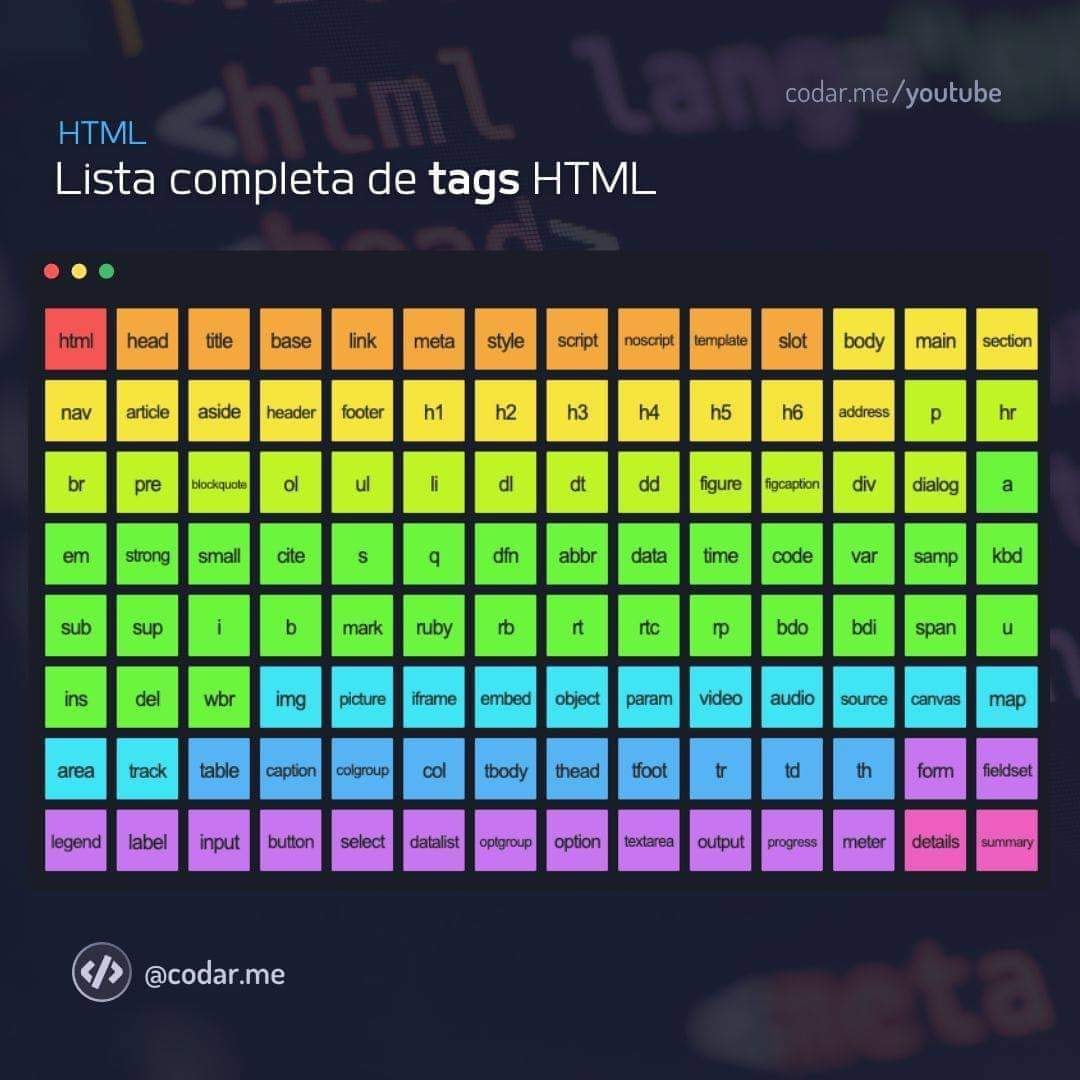 codar.me/youtube
HTML
Lista completa de tags HTML
<html lang
head>
html head title base link meta style script noscript template slot body main section
nav article aside header footer h1 h2 h3 h4 h5 h6 address p hr
br pre blockquote ol ul li dl dt dd figure figcaption div dialog a
em strong small cite s q dfn abbr data time code var samp kbd
sub sup i b mark ruby rb rt rtc rp bdo bdi span u
ins del wbr img picture iframe embed object param video audio source canvas map
area track table caption colgroup col tbody thead tfoot tr td th form fieldset
legend label input button select datalist optgroup option textarea output progress meter details summary
</> @codar.me
meta